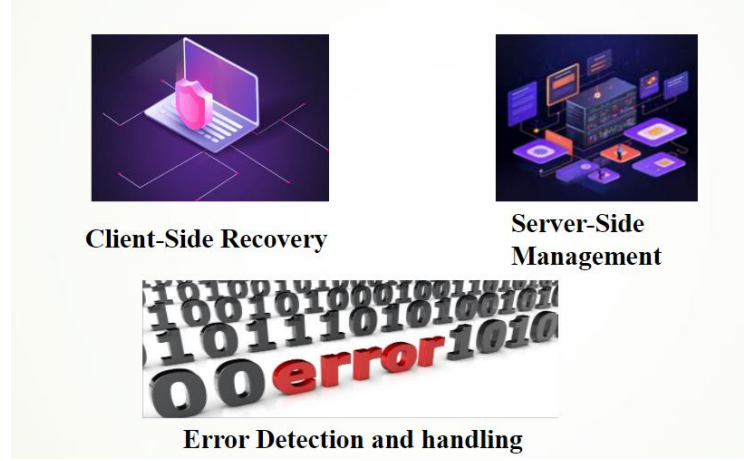 Client-Side Recovery
Server-Side
Management
error
Error Detection and handling